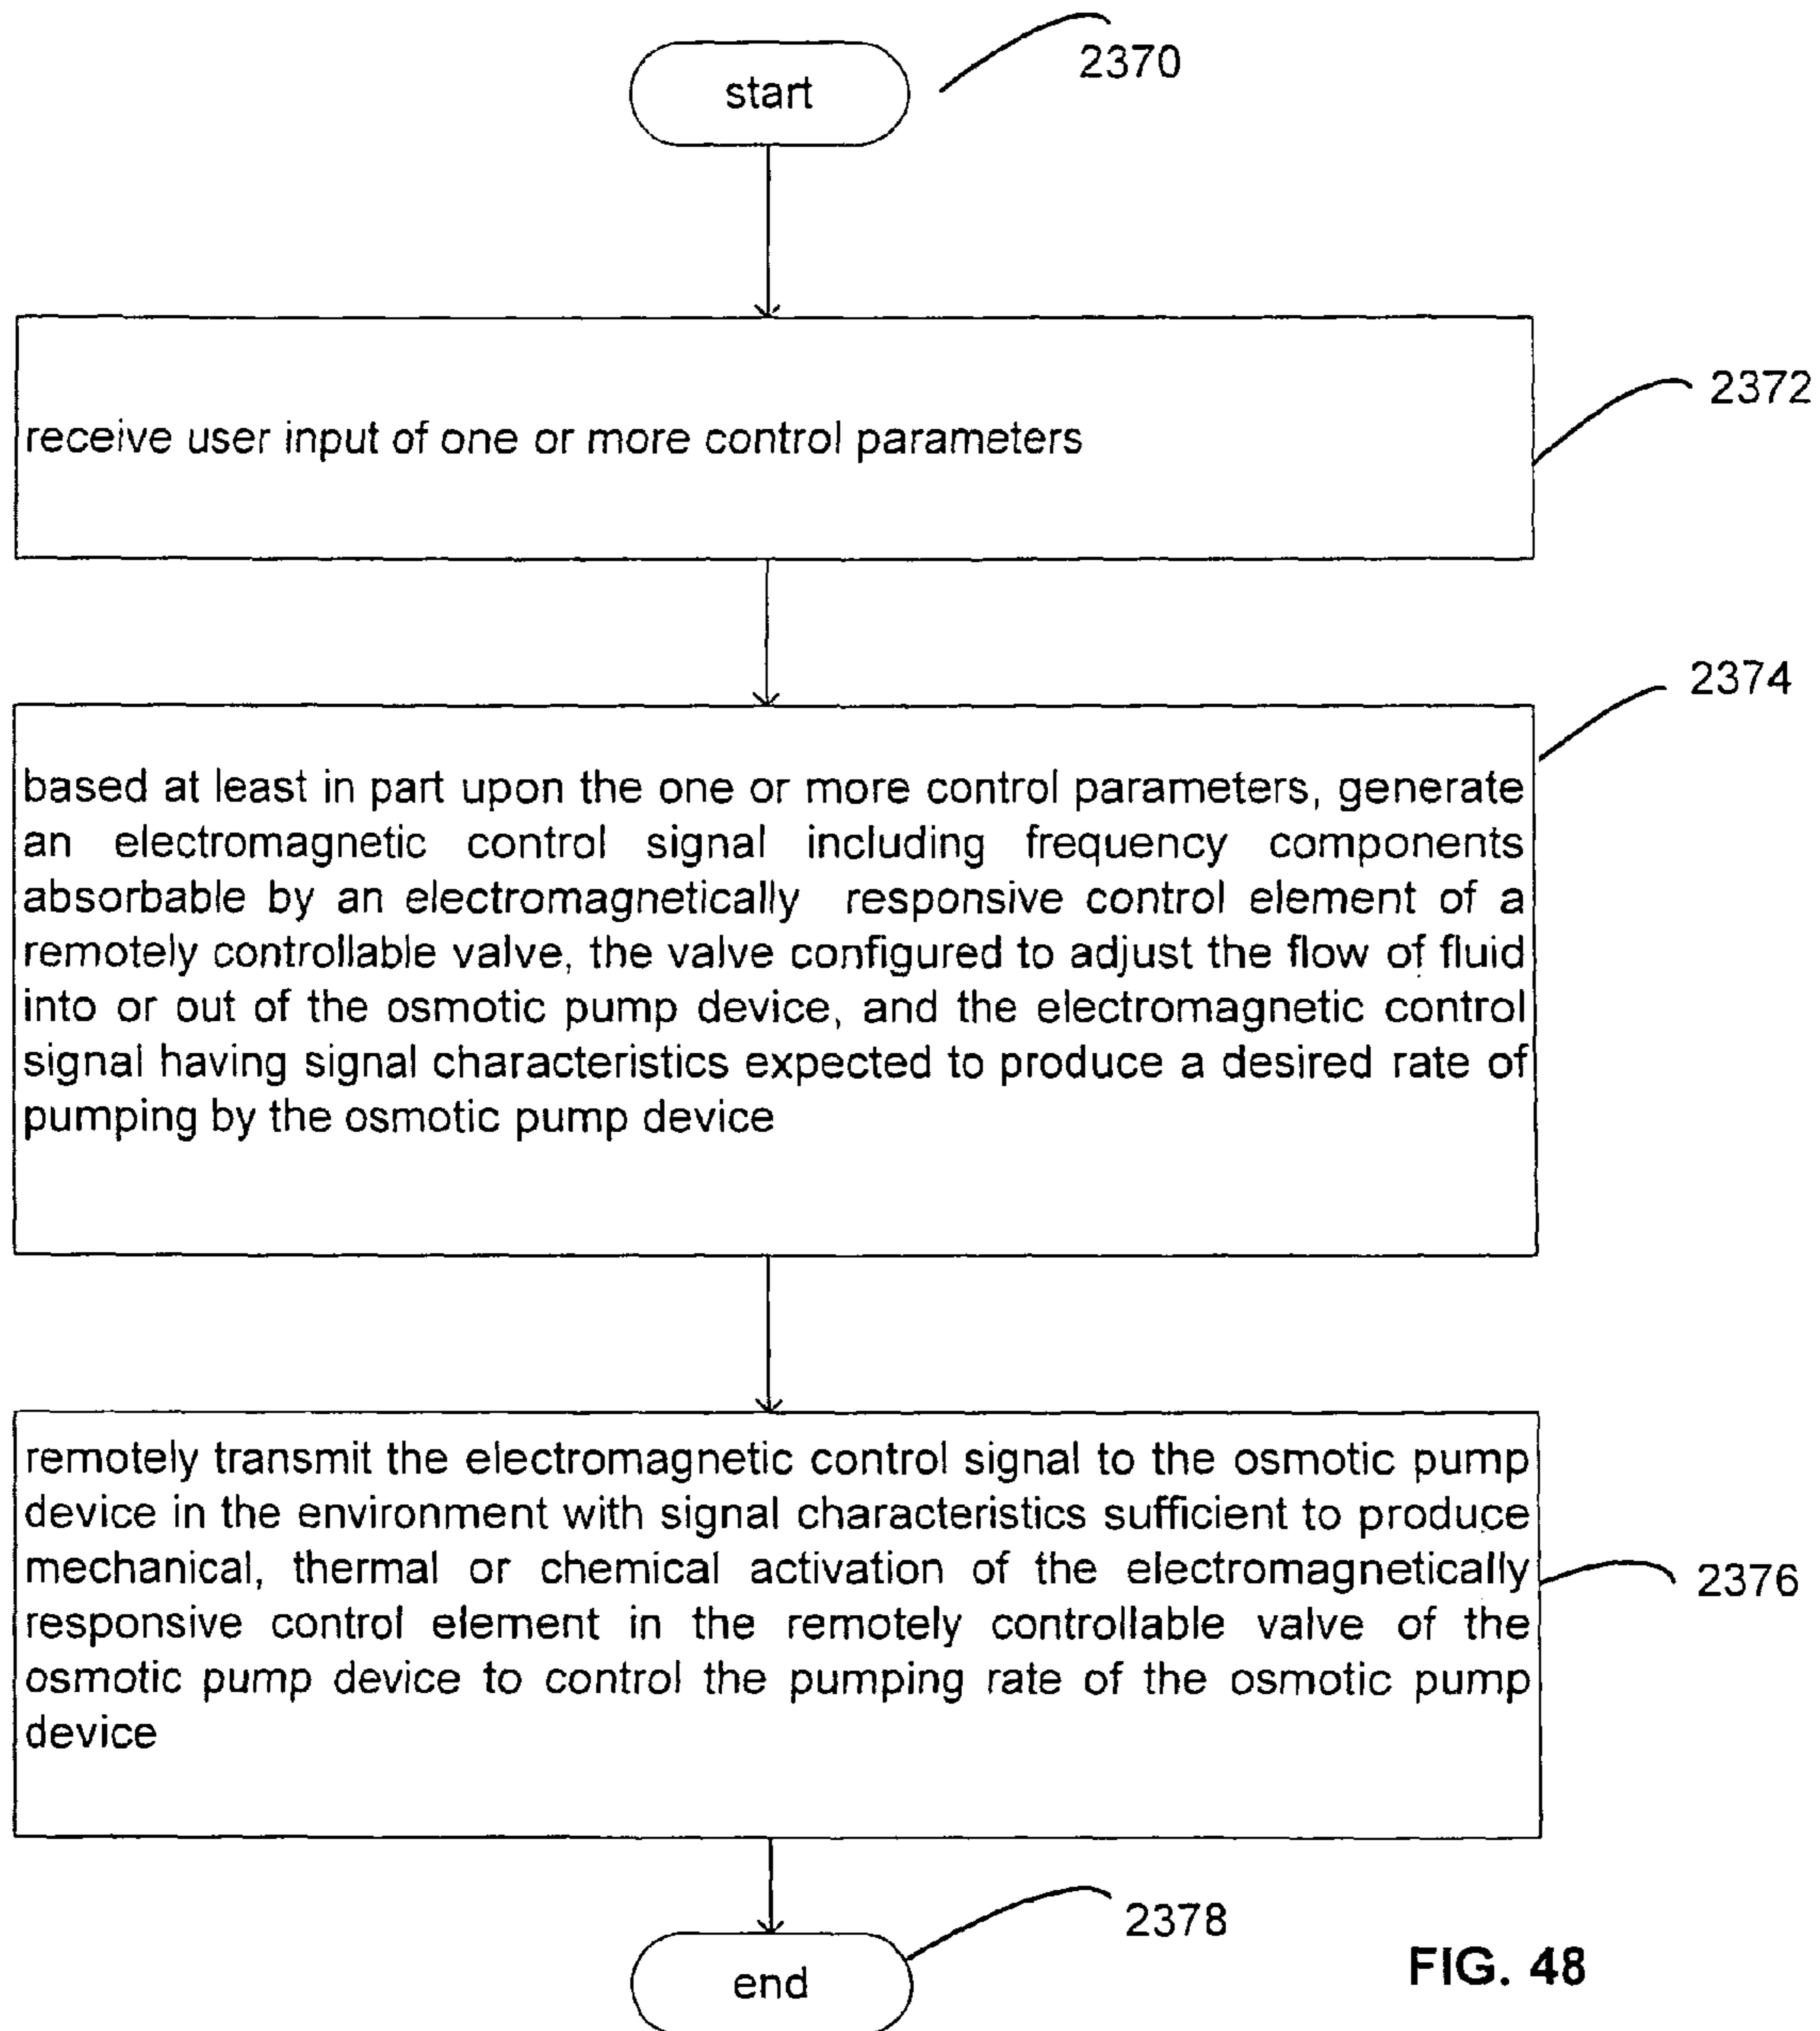 start
2370
receive user input of one or more control parameters
2372
2374
based at least in part upon the one or more control parameters, generate
an electromagnetic control signal including frequency components
absorbable by an electromagnetically responsive control element of a
remotely controllable valve, the valve configured to adjust the flow of fluid
into or out of the osmotic pump device, and the electromagnetic control
signal having signal characteristics expected to produce a desired rate of
pumping by the osmotic pump device
remotely transmit the electromagnetic control signal to the osmotic pump
device in the environment with signal characteristics sufficient to produce
mechanical, thermal or chemical activation of the electromagnetically
responsive control element in the remotely controllable valve of the
osmotic pump device to control the pumping rate of the osmotic pump
device
2376
2378
end
FIG. 48